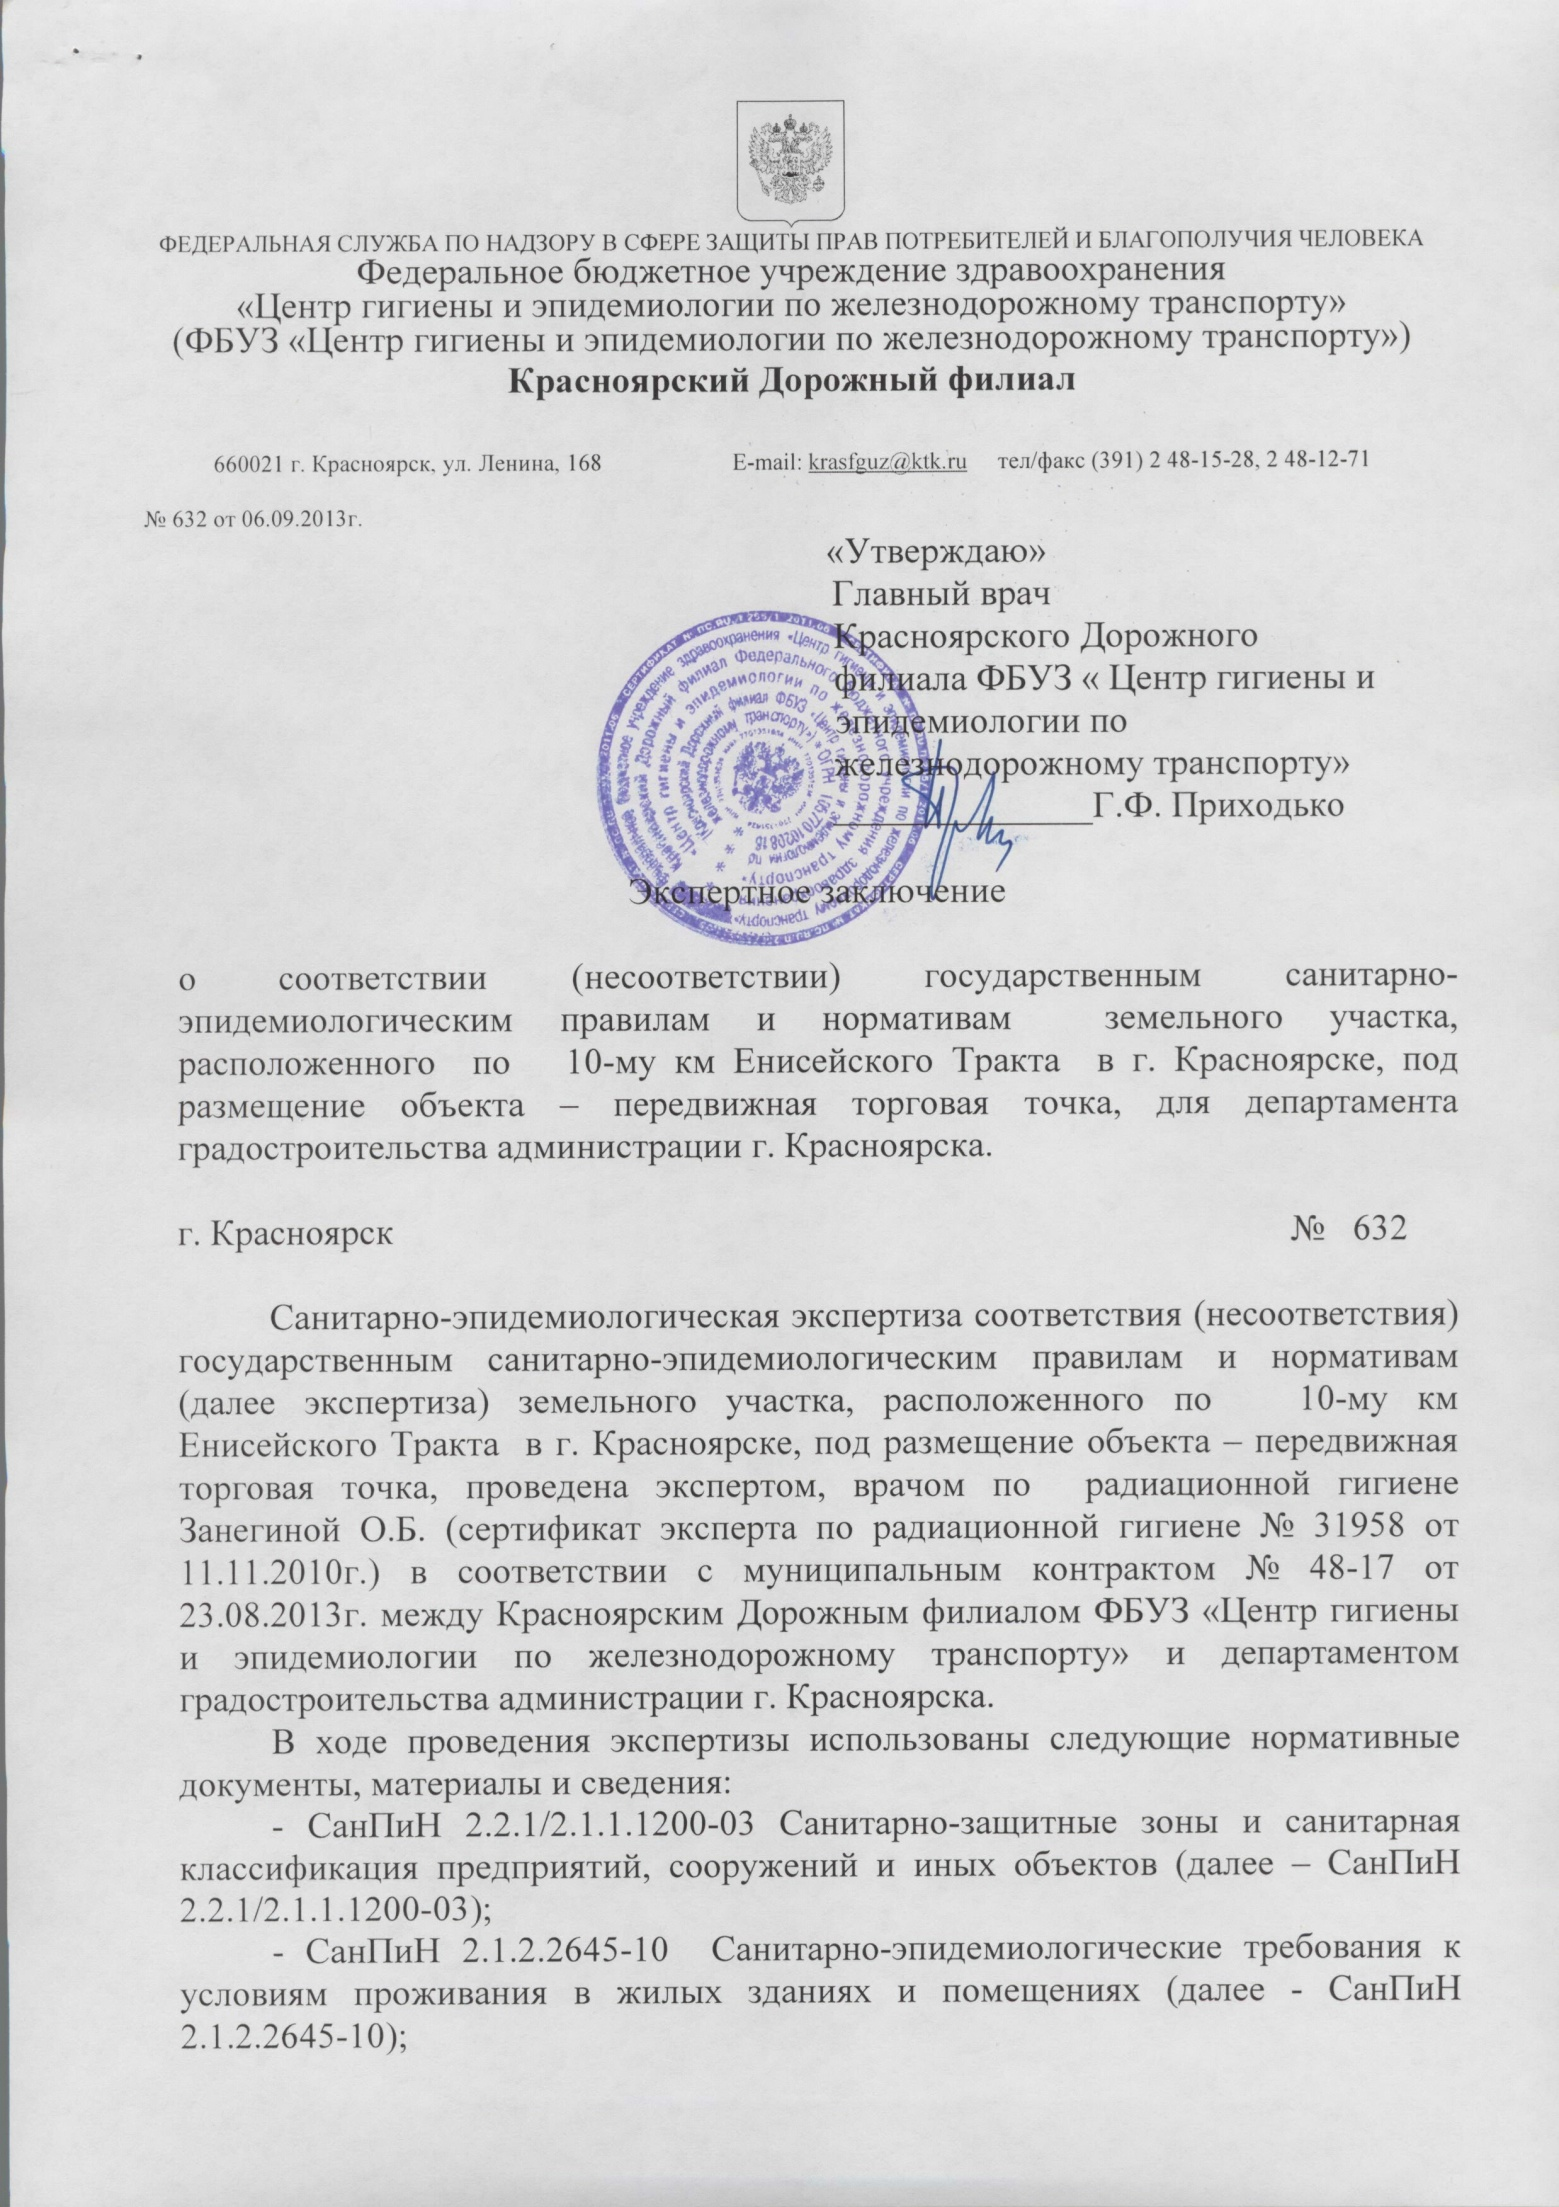 ФЕДЕРАЛЬНАЯ СЛУЖБА ПО НАДЗОРУ В СФЕРЕ ЗАЩИТЫ ПРАВ ПОТРЕБИТЕЛЕЙ И БЛАГОПОЛУЧИЯ ЧЕЛОВЕКА
Федеральное бюджетное учреждение здравоохранения
«Центр гигиены и эпидемиологии по железнодорожному транспорту»
(ФБУЗ «Центр гигиены и эпидемиологии по железнодорожному транспорту»)
Красноярский Дорожный филиал
660021 г. Красноярск, ул. Ленина, 168 E-mail: krasfguz@ktk.ru тел/факс (391) 2 48-15-28, 2 48-12-71
№ 632 от 06.09.2013г.
«Утверждаю»
Главный врач
Красноярского Дорожного
филиала ФБУЗ « Центр гигиены и
эпидемиологии по
железнодорожному транспорту»
Г.Ф. Приходько
Экспертное заключение
о соответствии (несоответствии) государственным санитарно-
эпидемиологическим правилам и нормативам земельного участка,
расположенного по 10-му км Енисейского Тракта в г. Красноярске, под
размещение объекта – передвижная торговая точка, для департамента
градостроительства администрации г. Красноярска.
г. Красноярск № 632
Санитарно-эпидемиологическая экспертиза соответствия (несоответствия)
государственным санитарно-эпидемиологическим правилам и нормативам
(далее экспертиза) земельного участка, расположенного по 10-му км
Енисейского Тракта в г. Красноярске, под размещение объекта – передвижная
торговая точка, проведена экспертом, врачом по радиационной гигиене
Занегиной О.Б. (сертификат эксперта по радиационной гигиене № 31958 от
11.11.2010г.) в соответствии с муниципальным контрактом № 48-17 от
23.08.2013г. между Красноярским Дорожным филиалом ФБУЗ «Центр гигиены
и эпидемиологии по железнодорожному транспорту» и департаментом
градостроительства администрации г. Красноярска.
В ходе проведения экспертизы использованы следующие нормативные
документы, материалы и сведения:
- СанПиН 2.2.1/2.1.1.1200-03 Санитарно-защитные зоны и санитарная
классификация предприятий, сооружений и иных объектов (далее – СанПиН
2.2.1/2.1.1.1200-03);
- СанПиН 2.1.2.2645-10 Санитарно-эпидемиологические требования к
условиям проживания в жилых зданиях и помещениях (далее - СанПиН
2.1.2.2645-10);